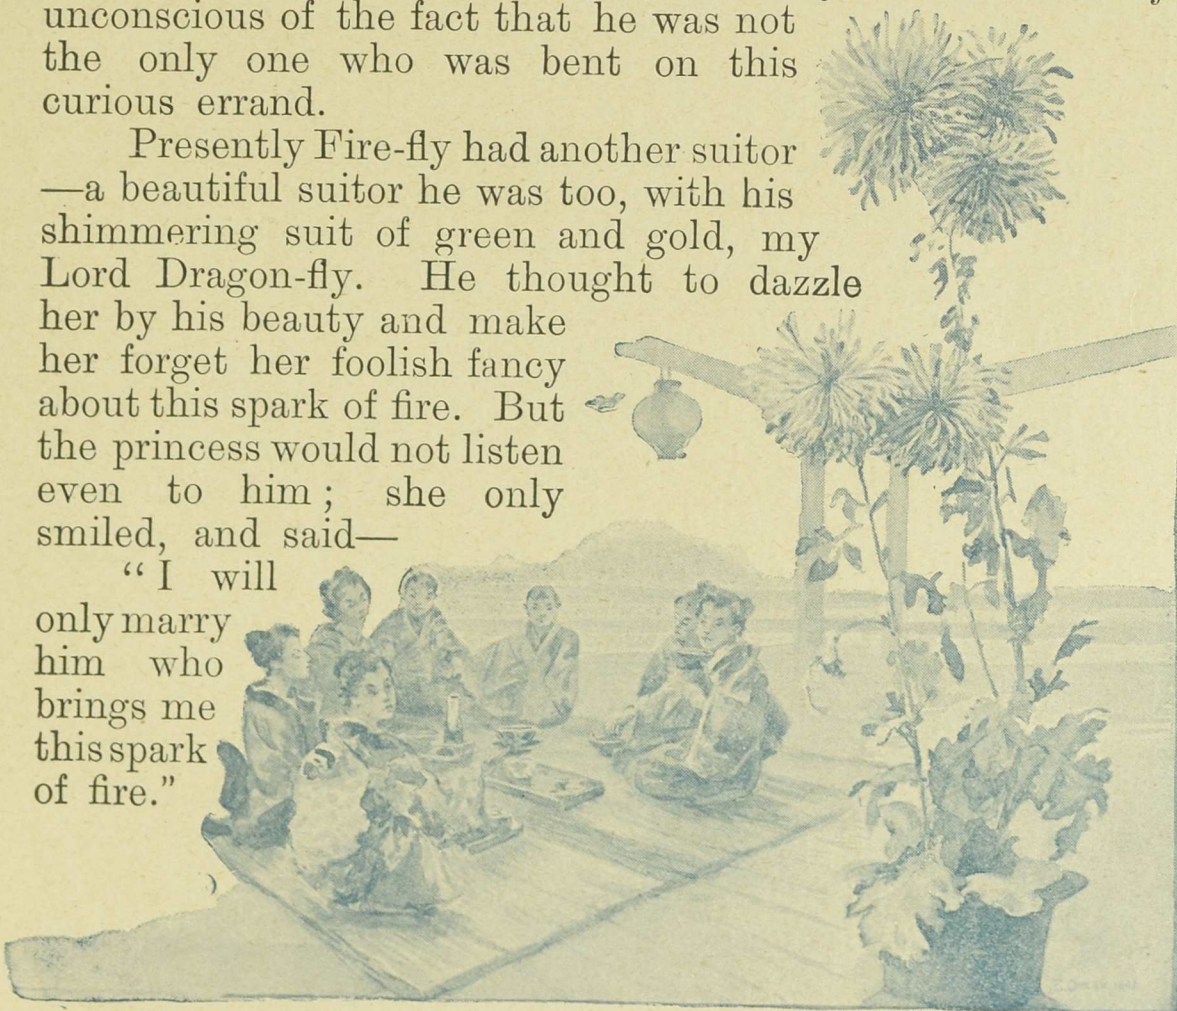 unconscious of the fact that he was not
the only one who was bent on this
curious errand.
Presently Fire-fly had another suitor
—a beautiful suitor he was too, with his
shimmering suit of green and gold, my
Lord Dragon-fly. He thought to dazzle
her by his beauty and make
her forget her foolish fancy
about this spark of fire. But
the princess would not listen
even to him; she only
smiled, and said—
“I will
only marry
him who
brings me
this spark
of fire.”